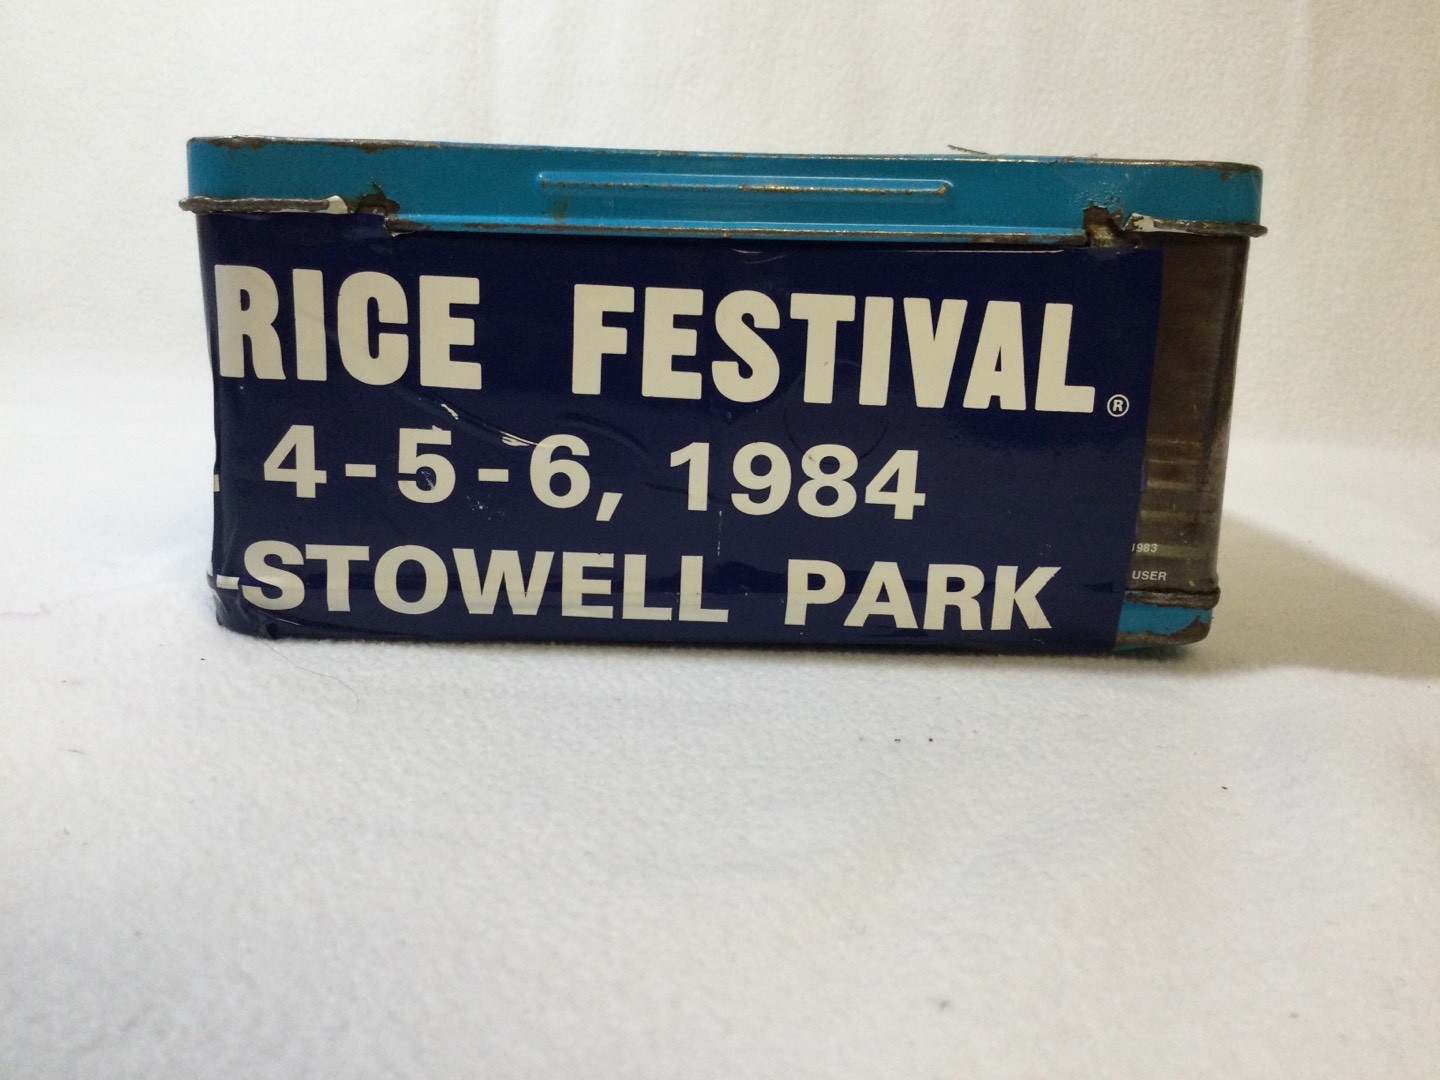 RICE FESTIVAL®
4-5-6, 1984
-STOWELL PARK
1983
USER